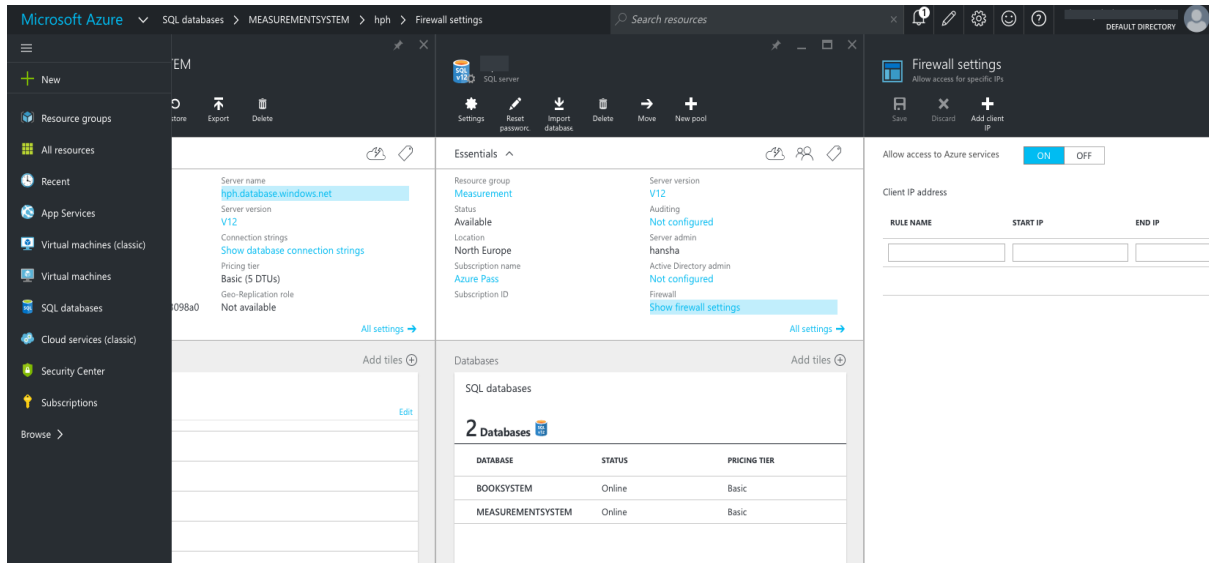 Microsoft Azure SQL databases > MEASUREMENTSYSTEM > hph > Firewall settings
Search resources
1
DEFAULT DIRECTORY
New
Resource groups
All resources
Recent
App Services
Virtual machines (classic)
Virtual machines
SQL databases
Cloud services (classic)
Security Center
Subscriptions
Browse >
EM
store Export Delete
Server name
hph.database.windows.net
Server version
V12
Connection strings
Show database connection strings
Pricing tier
Basic (5 DTUs)
Geo-Replication role
098a0 Not available
All settings →
Add tiles
Edit
SQL v12
SQL server
Settings Reset password Import database Delete Move New pool
Essentials
Resource group
Measurement
Status
Available
Location
North Europe
Subscription name
Azure Pass
Subscription ID
Server version
V12
Auditing
Not configured
Server admin
hansha
Active Directory admin
Not configured
Firewall
Show firewall settings
All settings →
Databases Add tiles
SQL databases
2 Databases
DATABASE STATUS PRICING TIER
BOOKSYSTEM Online Basic
MEASUREMENTSYSTEM Online Basic
Firewall settings
Allow access for specific IPs
Save Discard Add client IP
Allow access to Azure services ON OFF
Client IP address
RULE NAME START IP END IP